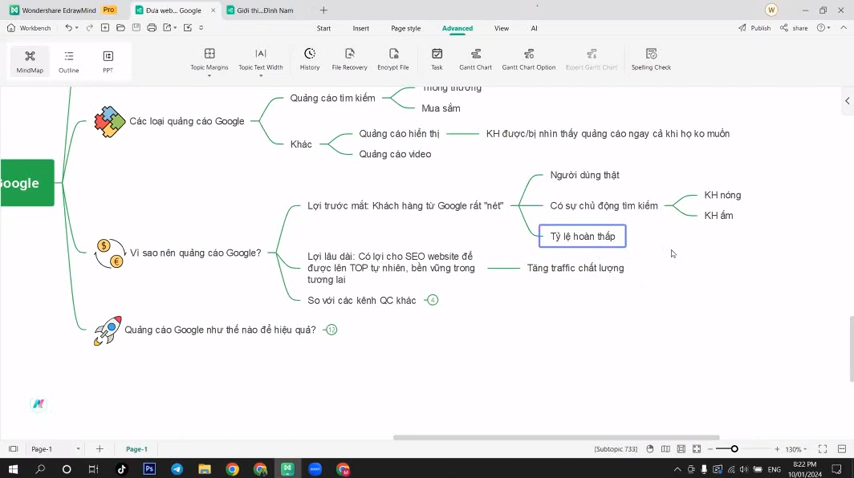 Wondershare EdrawMind Pro
Đưa web... Google
Giới thi...Đình Nam
W
Workbench
Start Insert Page style Advanced View AI
Publish share
MindMap Outline PPT
Topic Margins Topic Text Width History File Recovery Encrypt File Task Gantt Chart Gantt Chart Option Export Gantt Chart Spelling Check
Google
Các loại quảng cáo Google
Quảng cáo tìm kiếm
Thông thường
Mua sắm
Khác
Quảng cáo hiển thị
KH được/bị nhìn thấy quảng cáo ngay cả khi họ ko muốn
Quảng cáo video
Vì sao nên quảng cáo Google?
Lợi trước mắt: Khách hàng từ Google rất "nét"
Người dùng thật
Có sự chủ động tìm kiếm
KH nóng
KH ấm
Tỷ lệ hoàn thấp
Lợi lâu dài: Có lợi cho SEO website để
được lên TOP tự nhiên, bền vững trong
tương lai
Tăng traffic chất lượng
So với các kênh QC khác 4
Quảng cáo Google như thế nào để hiệu quả? 12
Page-1
Page-1
[Subtopic 733]
130%
ENG
8:22 PM
10/01/2024